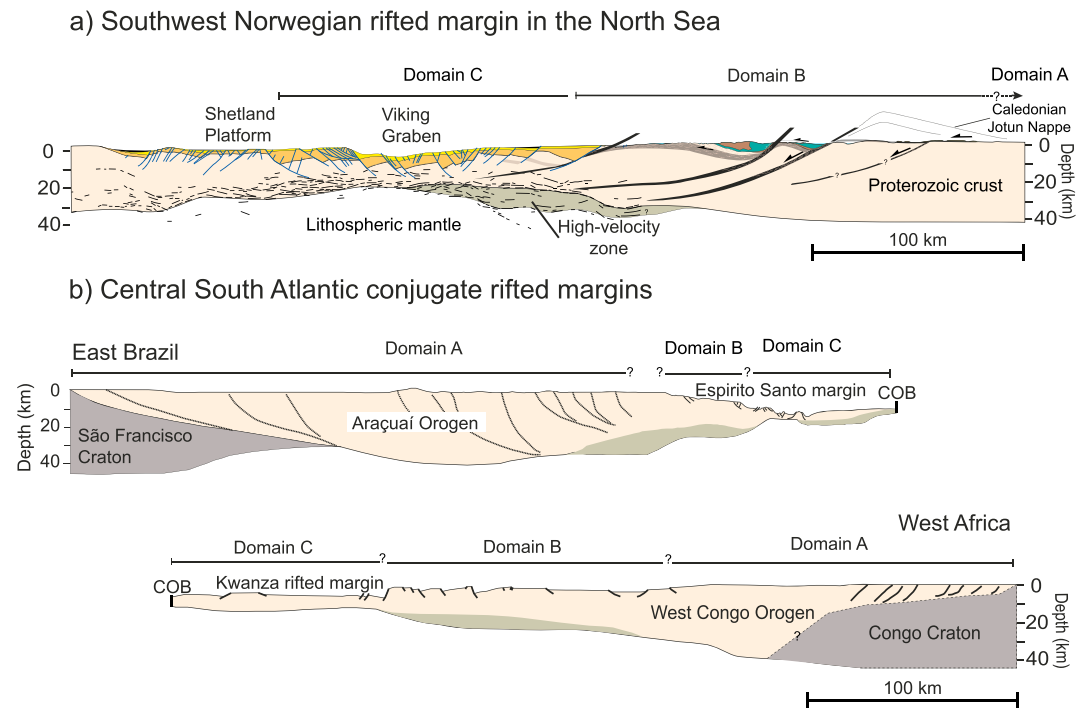 a) Southwest Norwegian rifted margin in the North Sea
Domain C
Domain B
Domain A
?
Caledonian
Jotun Nappe
Shetland
Platform
Viking
Graben
0
20
40
0
20
40
Depth (km)
?
?
?
Proterozoic crust
Lithospheric mantle
High-velocity
zone
100 km
b) Central South Atlantic conjugate rifted margins
East Brazil
Domain A
Domain B
Domain C
?
?
?
Espirito Santo margin
COB
Depth (km)
0
20
40
Araçuaí Orogen
São Francisco
Craton
West Africa
Domain C
Domain B
Domain A
?
?
COB
Kwanza rifted margin
West Congo Orogen
Congo Craton
?
0
20
40
Depth (km)
100 km